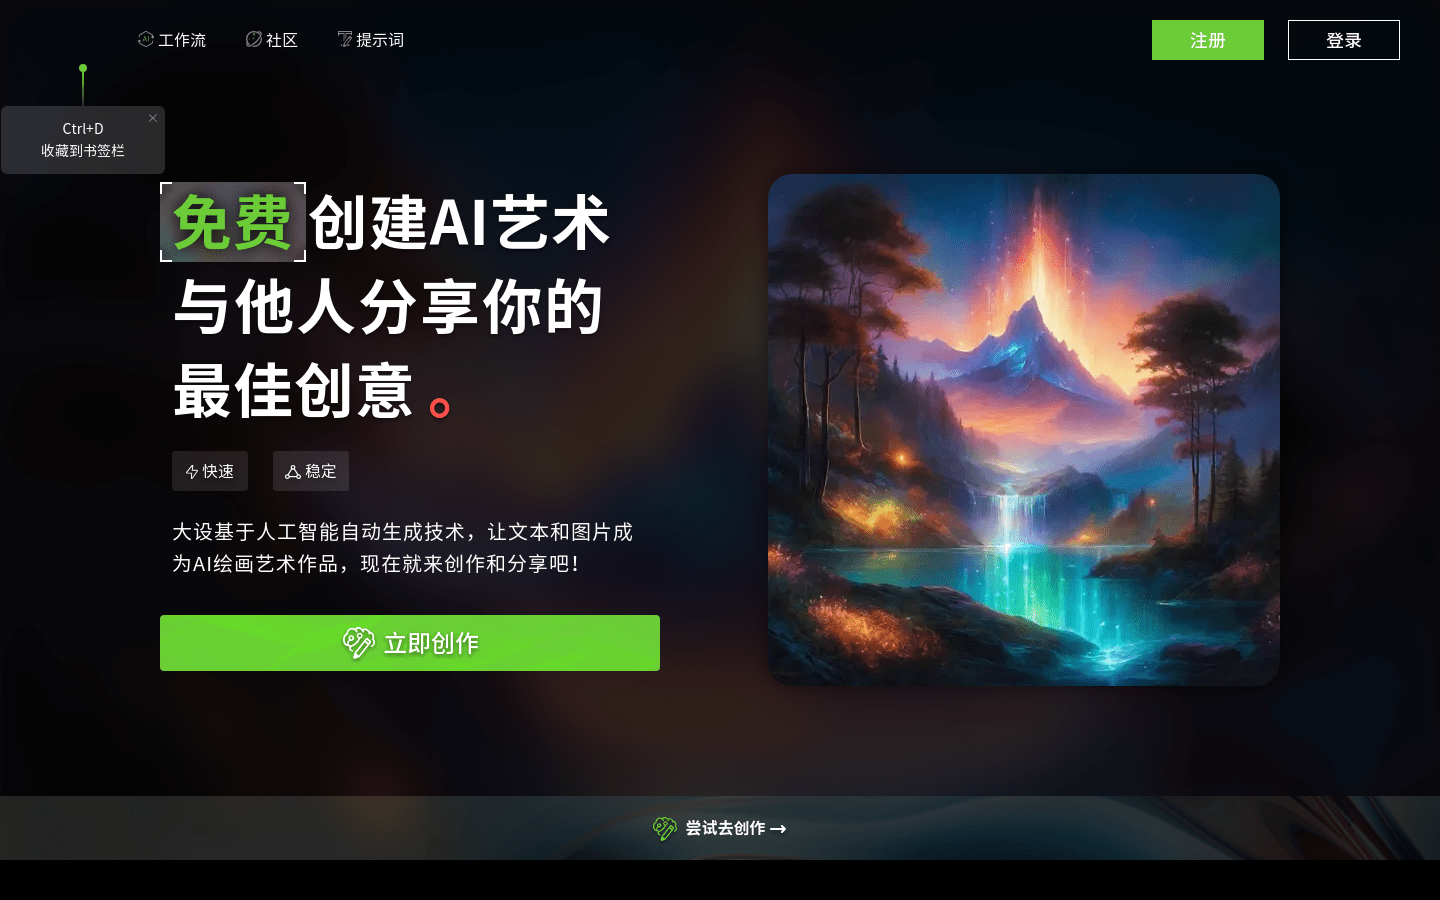 工作流
社区
提示词
注册
登录
Ctrl+D
收藏到书签栏
免费创建AI艺术
与他人分享你的
最佳创意。
快速
稳定
大设基于人工智能自动生成技术，让文本和图片成
为AI绘画艺术作品，现在就来创作和分享吧！
立即创作
尝试去创作→